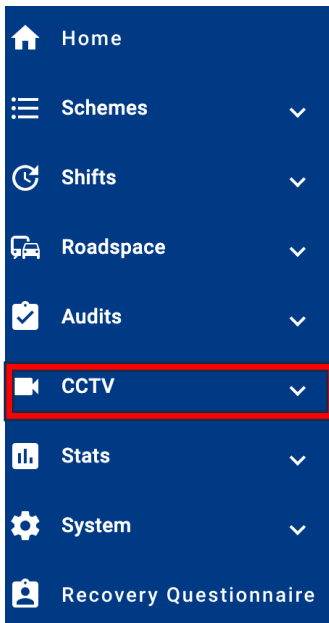 Home
Schemes
Shifts
Roadspace
Audits
CCTV
Stats
System
Recovery Questionnaire